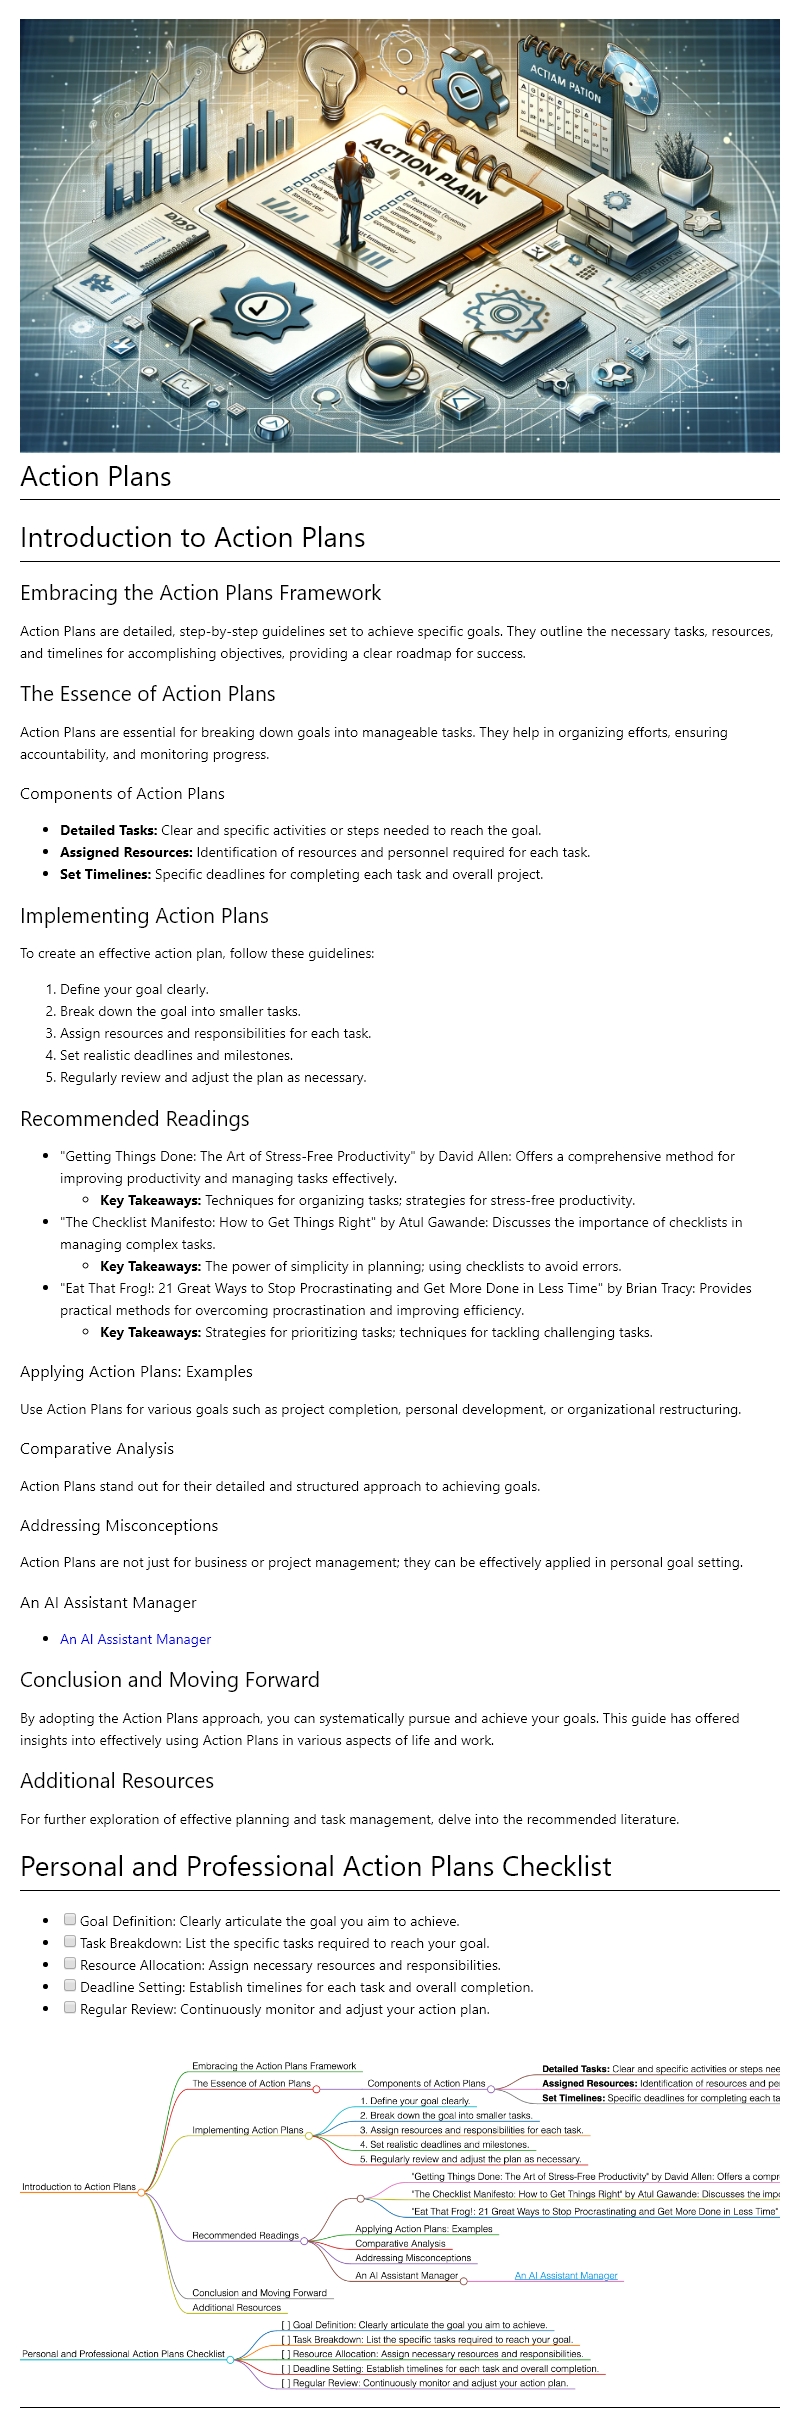 ACTIAM PATION
ACTION PLAIN
Action Plans
Introduction to Action Plans
Embracing the Action Plans Framework
Action Plans are detailed, step-by-step guidelines set to achieve specific goals. They outline the necessary tasks, resources,
and timelines for accomplishing objectives, providing a clear roadmap for success.
The Essence of Action Plans
Action Plans are essential for breaking down goals into manageable tasks. They help in organizing efforts, ensuring
accountability, and monitoring progress.
Components of Action Plans
Detailed Tasks: Clear and specific activities or steps needed to reach the goal.
Assigned Resources: Identification of resources and personnel required for each task.
Set Timelines: Specific deadlines for completing each task and overall project.
Implementing Action Plans
To create an effective action plan, follow these guidelines:
1. Define your goal clearly.
2. Break down the goal into smaller tasks.
3. Assign resources and responsibilities for each task.
4. Set realistic deadlines and milestones.
5. Regularly review and adjust the plan as necessary.
Recommended Readings
"Getting Things Done: The Art of Stress-Free Productivity" by David Allen: Offers a comprehensive method for
improving productivity and managing tasks effectively.
Key Takeaways: Techniques for organizing tasks; strategies for stress-free productivity.
"The Checklist Manifesto: How to Get Things Right" by Atul Gawande: Discusses the importance of checklists in
managing complex tasks.
Key Takeaways: The power of simplicity in planning; using checklists to avoid errors.
"Eat That Frog!: 21 Great Ways to Stop Procrastinating and Get More Done in Less Time" by Brian Tracy: Provides
practical methods for overcoming procrastination and improving efficiency.
Key Takeaways: Strategies for prioritizing tasks; techniques for tackling challenging tasks.
Applying Action Plans: Examples
Use Action Plans for various goals such as project completion, personal development, or organizational restructuring.
Comparative Analysis
Action Plans stand out for their detailed and structured approach to achieving goals.
Addressing Misconceptions
Action Plans are not just for business or project management; they can be effectively applied in personal goal setting.
An AI Assistant Manager
An AI Assistant Manager
Conclusion and Moving Forward
By adopting the Action Plans approach, you can systematically pursue and achieve your goals. This guide has offered
insights into effectively using Action Plans in various aspects of life and work.
Additional Resources
For further exploration of effective planning and task management, delve into the recommended literature.
Personal and Professional Action Plans Checklist
Goal Definition: Clearly articulate the goal you aim to achieve.
Task Breakdown: List the specific tasks required to reach your goal.
Resource Allocation: Assign necessary resources and responsibilities.
Deadline Setting: Establish timelines for each task and overall completion.
Regular Review: Continuously monitor and adjust your action plan.
Introduction to Action Plans
Embracing the Action Plans Framework
The Essence of Action Plans
Components of Action Plans
Detailed Tasks: Clear and specific activities or steps nee
Assigned Resources: Identification of resources and per
Set Timelines: Specific deadlines for completing each ta
Implementing Action Plans
1. Define your goal clearly.
2. Break down the goal into smaller tasks.
3. Assign resources and responsibilities for each task.
4. Set realistic deadlines and milestones.
5. Regularly review and adjust the plan as necessary.
Recommended Readings
"Getting Things Done: The Art of Stress-Free Productivity" by David Allen: Offers a compr
"The Checklist Manifesto: How to Get Things Right" by Atul Gawande: Discusses the impo
"Eat That Frog!: 21 Great Ways to Stop Procrastinating and Get More Done in Less Time"
Applying Action Plans: Examples
Comparative Analysis
Addressing Misconceptions
An AI Assistant Manager
An AI Assistant Manager
Conclusion and Moving Forward
Additional Resources
Personal and Professional Action Plans Checklist
[ ] Goal Definition: Clearly articulate the goal you aim to achieve.
[ ] Task Breakdown: List the specific tasks required to reach your goal.
[ ] Resource Allocation: Assign necessary resources and responsibilities.
[ ] Deadline Setting: Establish timelines for each task and overall completion.
[ ] Regular Review: Continuously monitor and adjust your action plan.